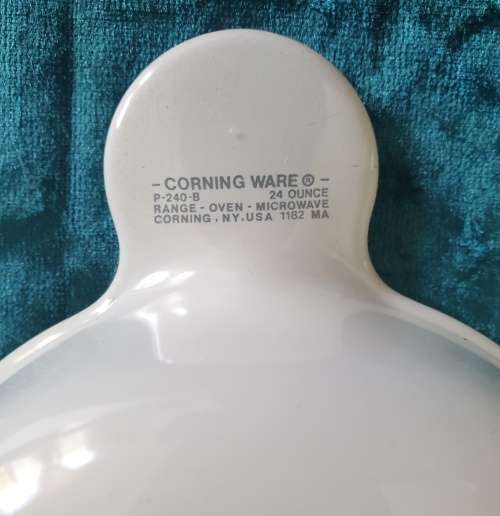 - CORNING WARE ® -
P-240-B 24 OUNCE
RANGE - OVEN - MICROWAVE
CORNING, NY, USA 1182 MA